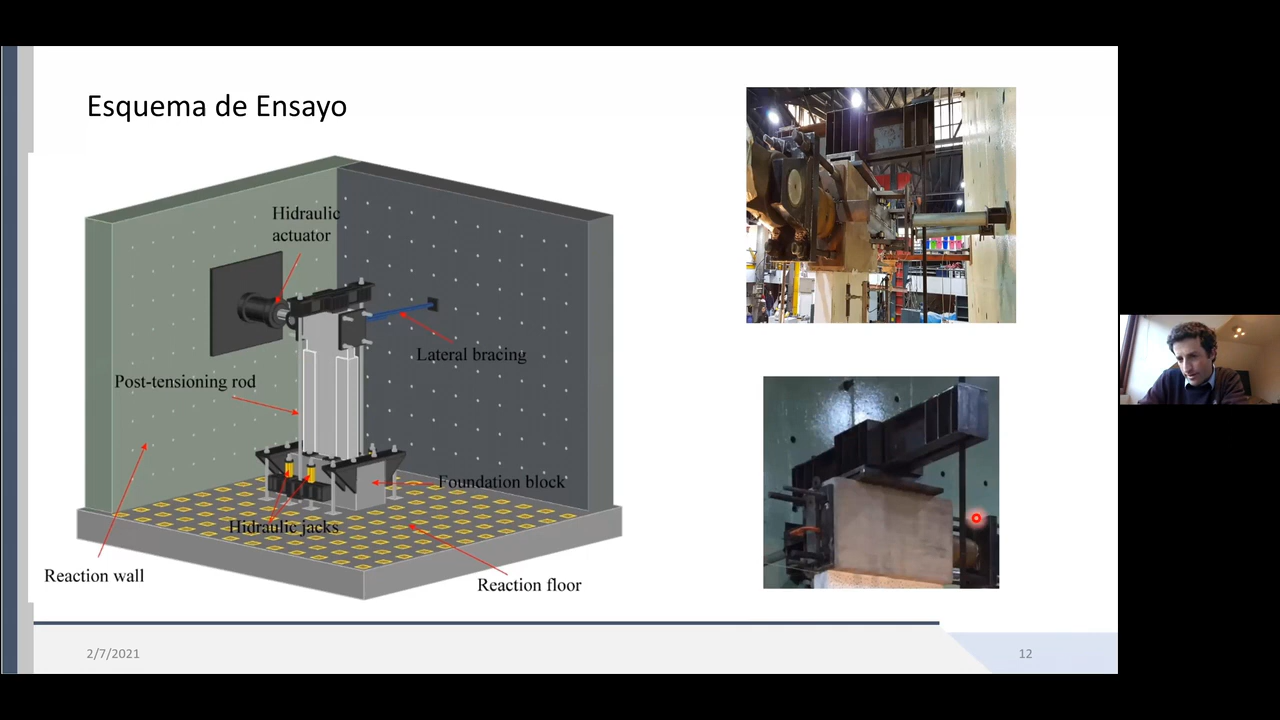 Esquema de Ensayo
Hidraulic
actuator
Lateral bracing
Post-tensioning rod
Foundation block
Hidraulic jacks
Reaction wall
Reaction floor
2/7/2021
12